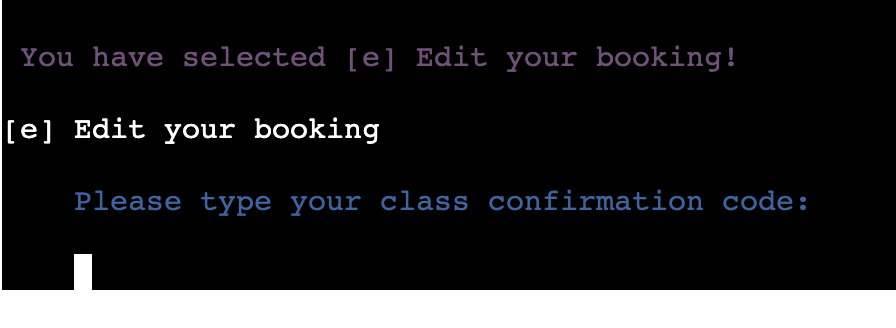 You have selected [e] Edit your booking!
[e] Edit your booking
Please type your class confirmation code: